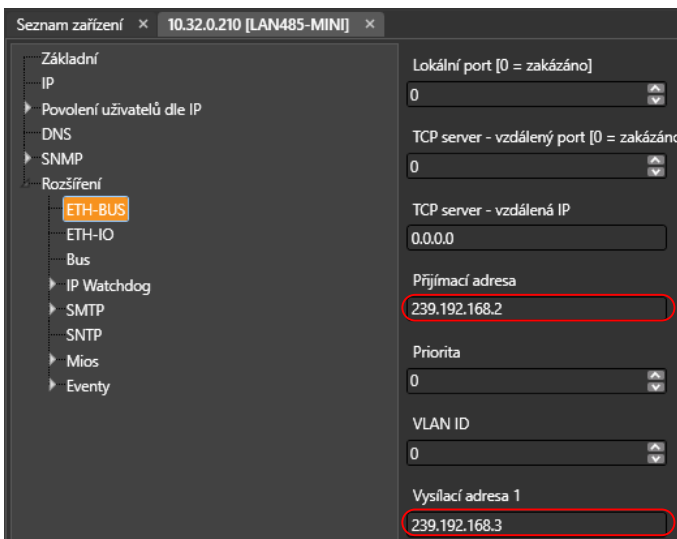 Seznam zařízení × 10.32.0.210 [LAN485-MINI] ×
Základní
IP
Povolení uživatelů dle IP
DNS
SNMP
Rozšíření
ETH-BUS
ETH-IO
Bus
IP Watchdog
SMTP
SNTP
Mios
Eventy
Lokální port [0 = zakázáno]
0
TCP server - vzdálený port [0 = zakázáno
0
TCP server - vzdálená IP
0.0.0.0
Přijímací adresa
239.192.168.2
Priorita
0
VLAN ID
0
Vysílací adresa 1
239.192.168.3